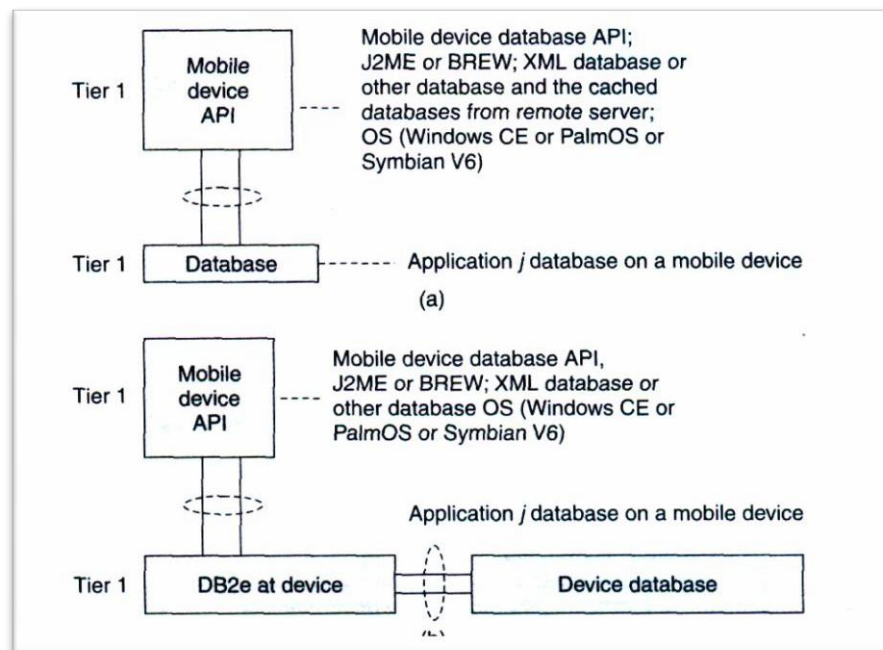 Mobile device database API;
J2ME or BREW; XML database or
other database and the cached
databases from remote server;
OS (Windows CE or PalmOS or
Symbian V6)
Tier 1
Mobile
device
API
Tier 1
Database
Application j database on a mobile device
(a)
Mobile device database API,
J2ME or BREW; XML database or
other database OS (Windows CE or
PalmOS or Symbian V6)
Tier 1
Mobile
device
API
Application j database on a mobile device
Tier 1
DB2e at device
Device database